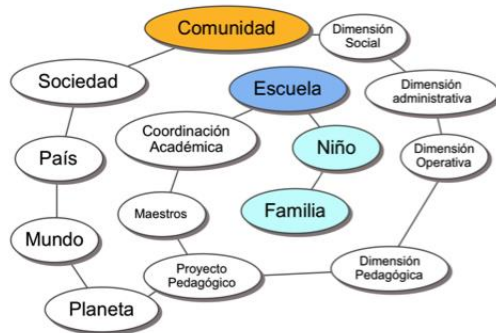 Comunidad
Dimensión
Social
Sociedad
Escuela
Dimensión
administrativa
Coordinación
Académica
País
Niño
Dimensión
Operativa
Maestros
Familia
Mundo
Proyecto
Pedagógico
Dimensión
Pedagógica
Planeta